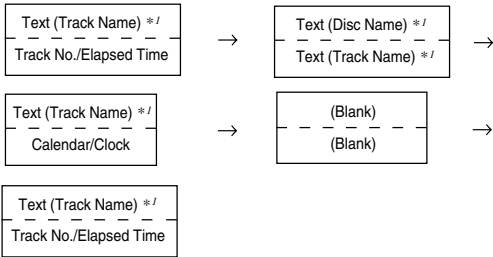 Text (Track Name) *1
Track No./Elapsed Time
→
Text (Disc Name) *1
Text (Track Name) *1
→
Text (Track Name) *1
Calendar/Clock
→
(Blank)
(Blank)
→
Text (Track Name) *1
Track No./Elapsed Time